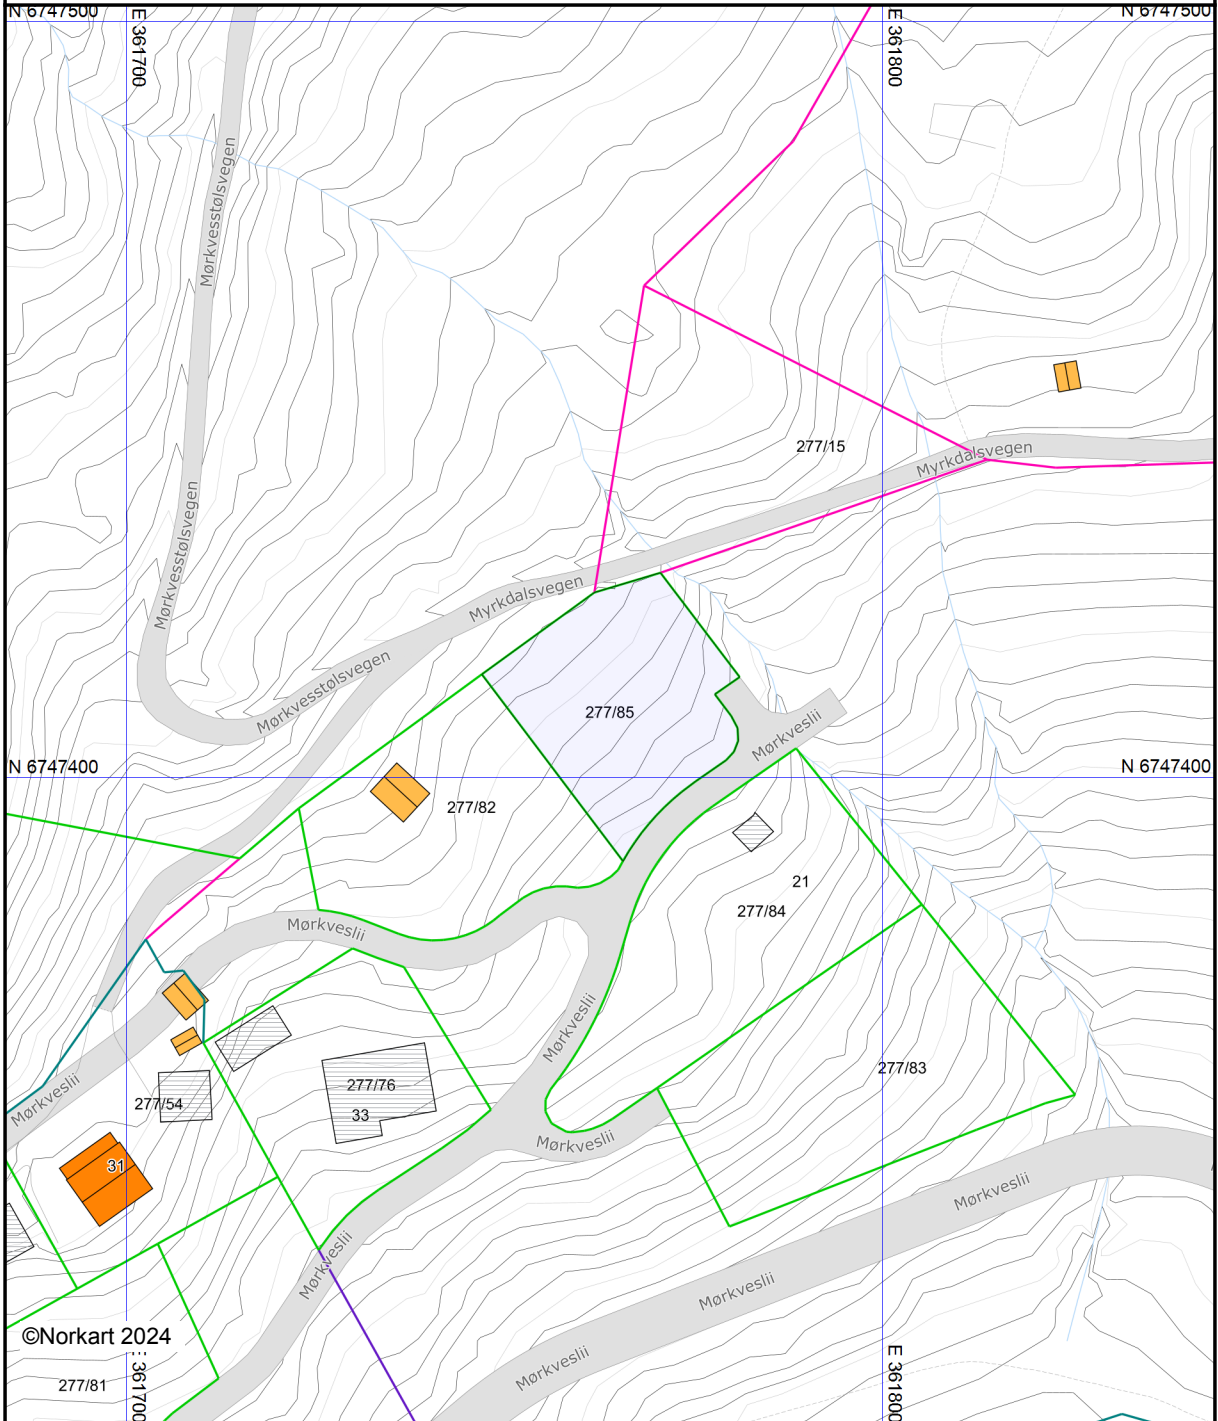 N 6747500
N 6747500
E 361700
E 361800
Mørkvesstølsvegen
277/15
Myrkdalsvegen
Mørkvesstølsvegen
Myrkdalsvegen
Mørkvesstølsvegen
277/85
Mørkveslii
N 6747400
N 6747400
277/82
21
277/84
Mørkveslii
Mørkveslii
277/83
277/76
Mørkveslii
277/54
33
Mørkveslii
31
Mørkveslii
Mørkveslii
Mørkveslii
©Norkart 2024
Mørkveslii
277/81
E 361700
E 361800